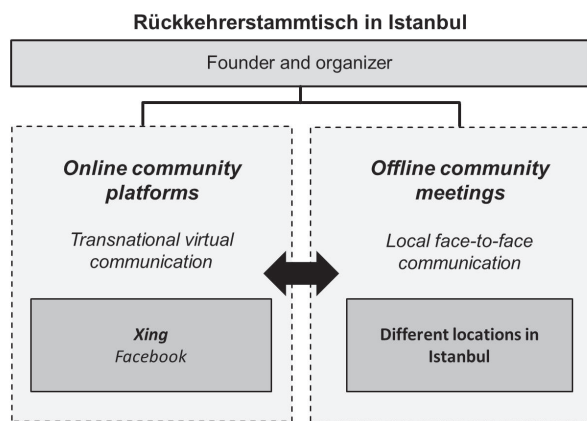 Rückkehrerstammtisch in Istanbul
Founder and organizer
Online community
platforms
Transnational virtual
communication
Xing
Facebook
Offline community
meetings
Local face-to-face
communication
Different locations in
Istanbul